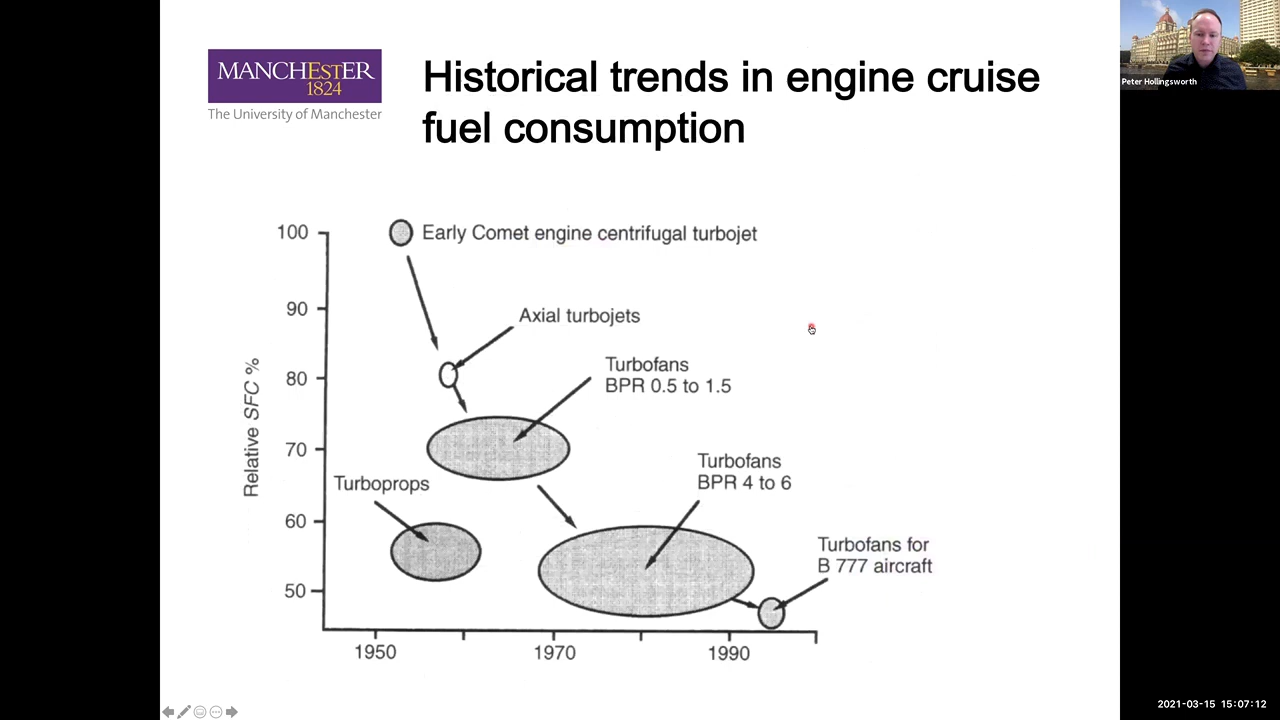 MANCHESTER
1824
The University of Manchester
Historical trends in engine cruise
fuel consumption
Peter Hollingsworth
100
90
80
70
60
50
Relative SFC %
Early Comet engine centrifugal turbojet
Axial turbojets
Turbofans
BPR 0.5 to 1.5
Turbofans
BPR 4 to 6
Turboprops
Turbofans for
B 777 aircraft
1950
1970
1990
2021-03-15 15:07:12